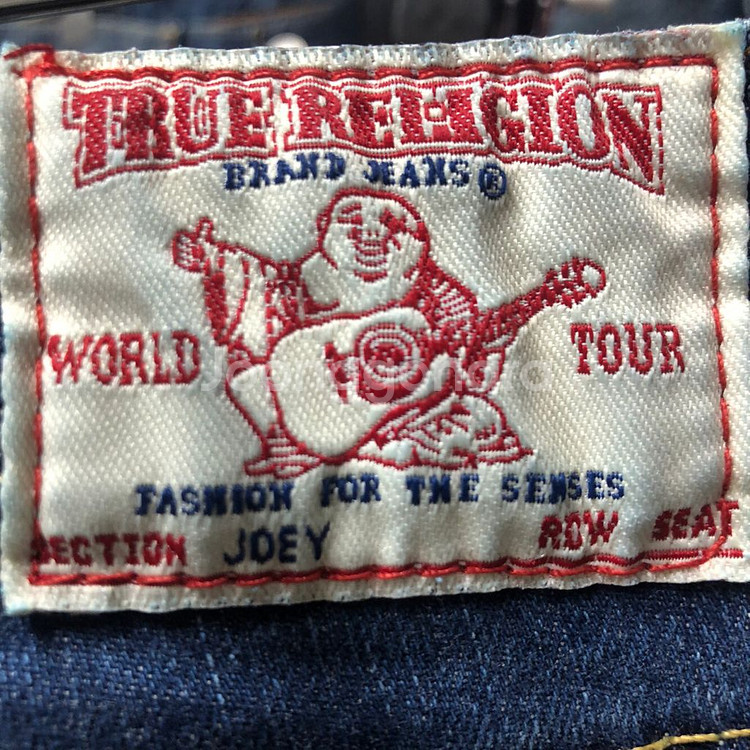 TRUE RELIGION
BRAND JEANS®
WORLD TOUR
FASHION FOR THE SENSES
SECTION JOEY ROW SEAT